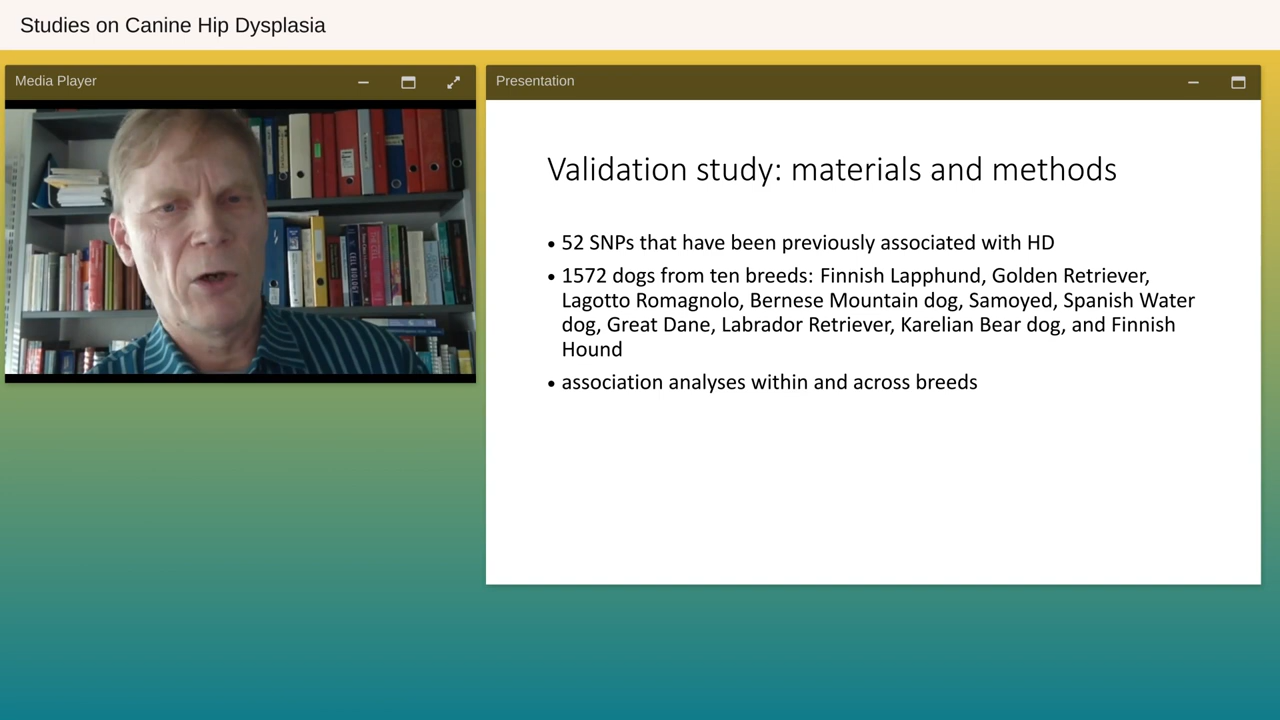 Studies on Canine Hip Dysplasia
Media Player
Presentation
Validation study: materials and methods
• 52 SNPs that have been previously associated with HD
• 1572 dogs from ten breeds: Finnish Lapphund, Golden Retriever,
Lagotto Romagnolo, Bernese Mountain dog, Samoyed, Spanish Water
dog, Great Dane, Labrador Retriever, Karelian Bear dog, and Finnish
Hound
• association analyses within and across breeds